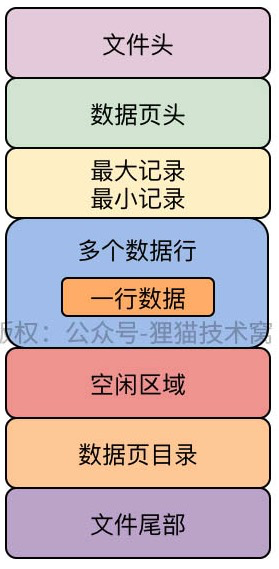 文件头
数据页头
最大记录
最小记录
多个数据行
一行数据
版权：公众号-狸猫技术窝
空闲区域
数据页目录
文件尾部